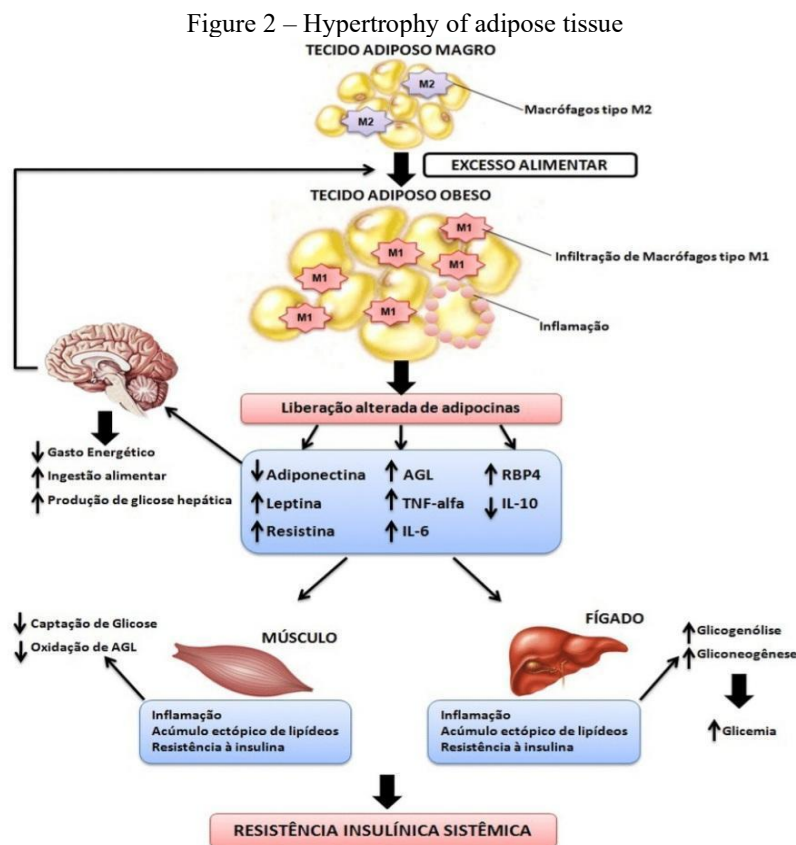 Figure 2 – Hypertrophy of adipose tissue
TECIDO ADIPOSO MAGRO
M2
M2
Macrófagos tipo M2
EXCESSO ALIMENTAR
TECIDO ADIPOSO OBESO
M1
M1
M1
M1
M1
M1
Infiltração de Macrófagos tipo M1
Inflamação
Liberação alterada de adipocinas
Gasto Energético
Ingestão alimentar
Produção de glicose hepática
Adiponectina
Leptina
Resistina
AGL
TNF-alfa
IL-6
RBP4
IL-10
Captação de Glicose
Oxidação de AGL
MÚSCULO
Inflamação
Acúmulo ectópico de lipídeos
Resistência à insulina
FÍGADO
Inflamação
Acúmulo ectópico de lipídeos
Resistência à insulina
Glicogenólise
Gliconeogênese
Glicemia
RESISTÊNCIA INSULÍNICA SISTÊMICA